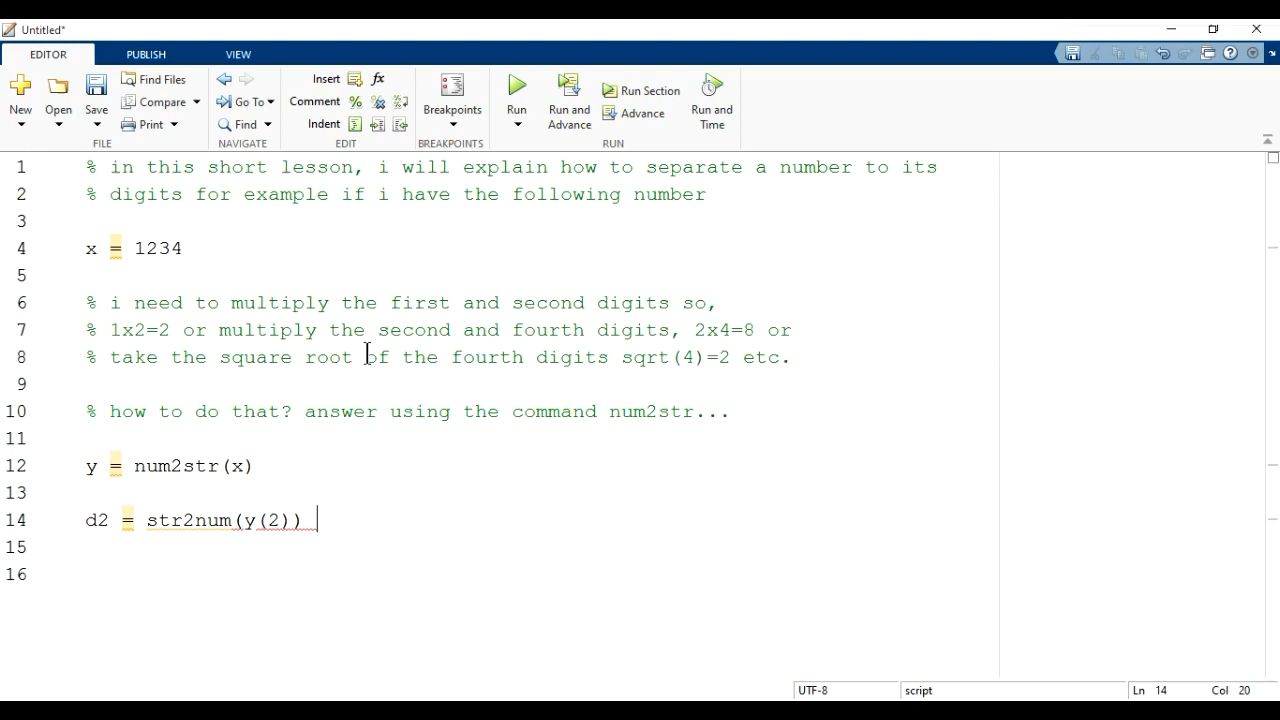 Untitled*
EDITOR PUBLISH VIEW
New Open Save Find Files Compare Print Go To Find Insert fx Comment % Indent Breakpoints Run Run and Advance Run Section Advance Run and Time
FILE NAVIGATE EDIT BREAKPOINTS RUN
1 % in this short lesson, i will explain how to separate a number to its
2 % digits for example if i have the following number
3
4 x = 1234
5
6 % i need to multiply the first and second digits so,
7 % 1x2=2 or multiply the second and fourth digits, 2x4=8 or
8 % take the square root of the fourth digits sqrt(4)=2 etc.
9
10 % how to do that? answer using the command num2str...
11
12 y = num2str(x)
13
14 d2 = str2num(y(2))
15
16
UTF-8 script Ln 14 Col 20